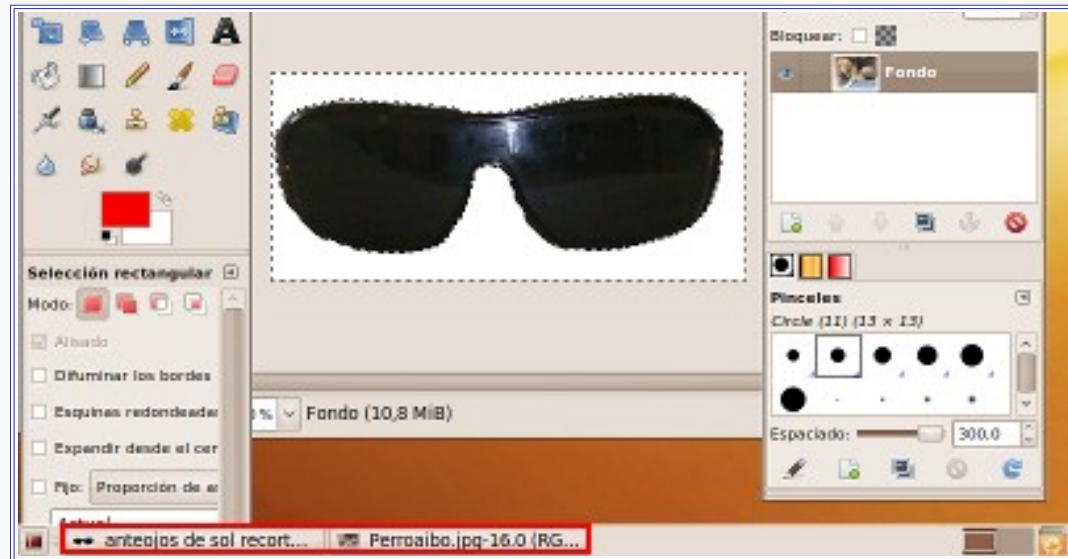 Bloquear:
Fondo
Selección rectangular
Modo:
Alisado
Difuminar los bordes
Esquinas redondeadas
Expandir desde el cen
Fijo: Proporción de as
Actual
Pinceles
Circle (11) (13 x 13)
Espaciado: 300.0
% Fondo (10,8 MiB)
anteojos de sol recort...
Perroaibo.jpg-16.0 (RG...